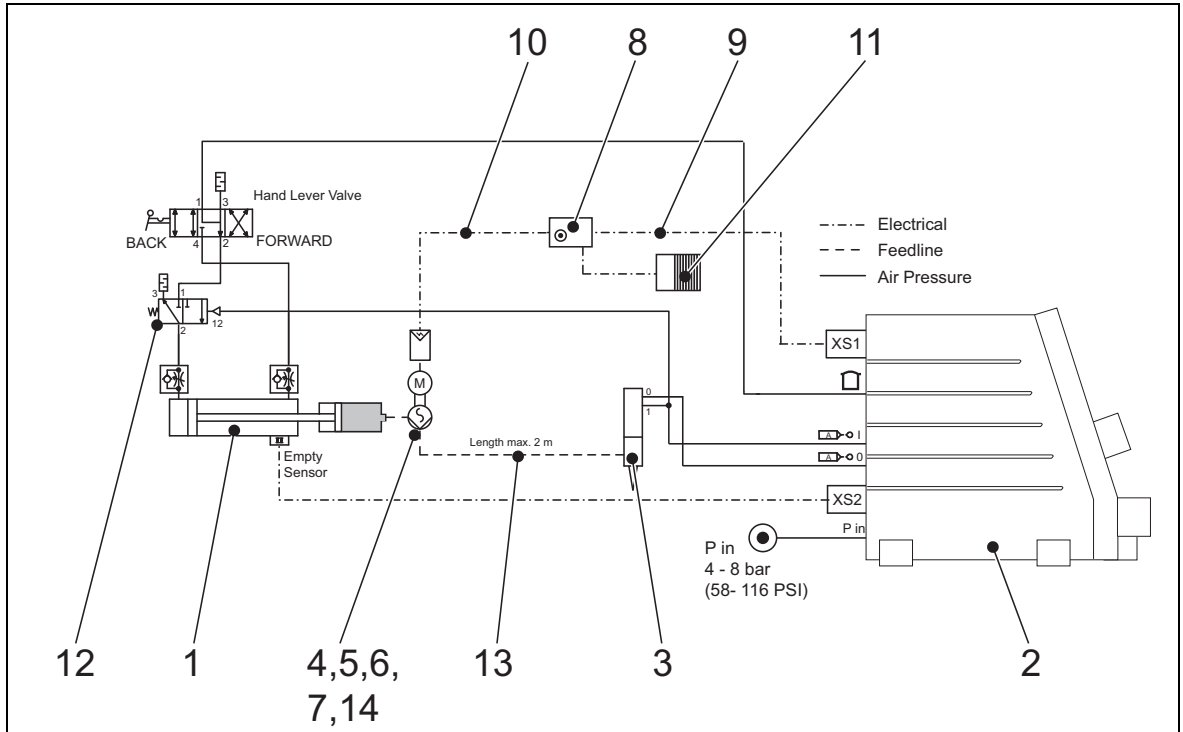 10 8 9 11
1 3
Hand Lever Valve
BACK
4 2
FORWARD
Electrical
Feedline
Air Pressure
3 1
W
12
2
XS1
M
0
1
Length max. 2 m
A I
A 0
Empty
Sensor
XS2
P in
P in
4 - 8 bar
(58- 116 PSI)
12 1 4,5,6, 13 3 2
7,14